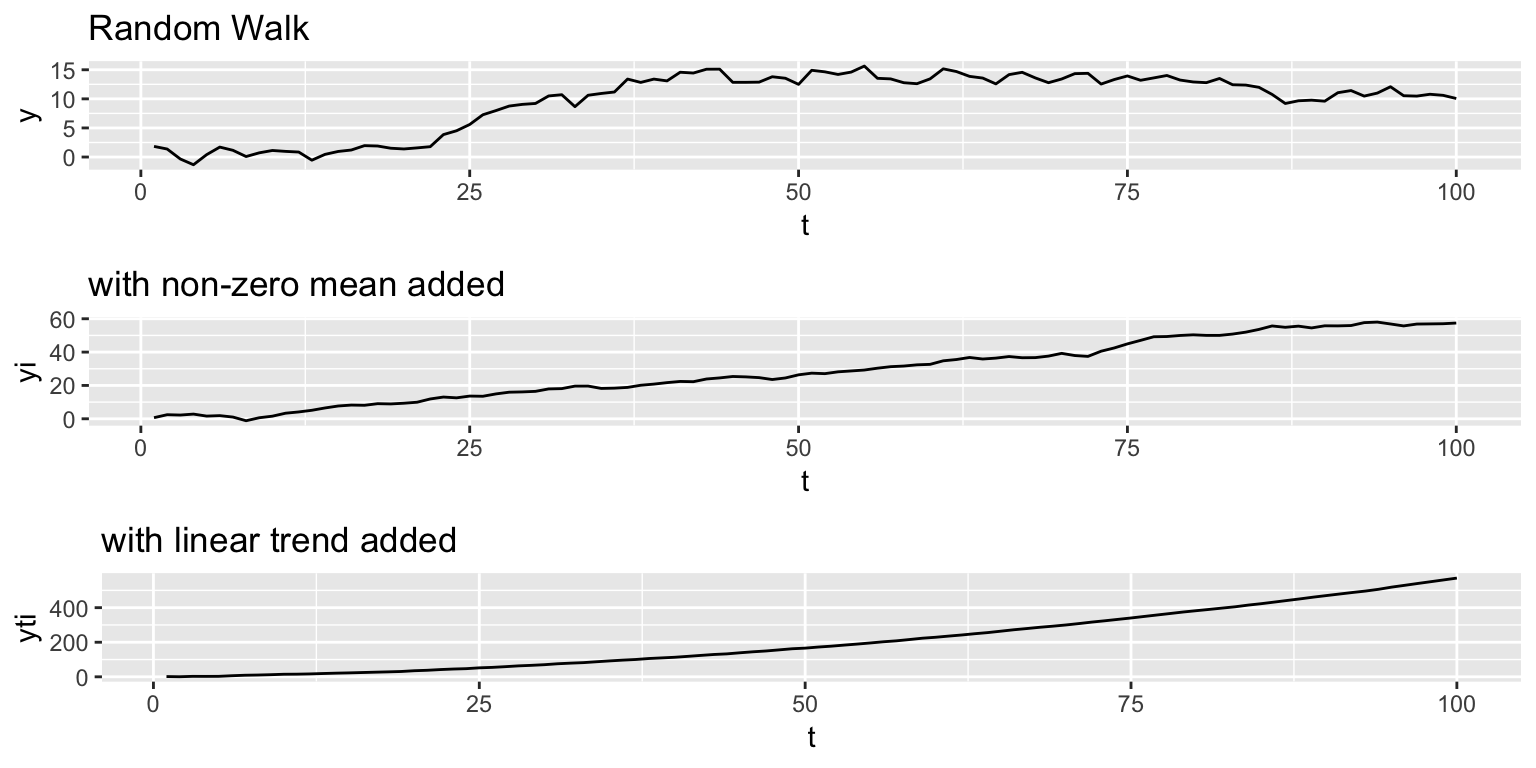 Random Walk
15
10
5
0
y
0 25 50 75 100
t
with non-zero mean added
60
40
20
0
yi
0 25 50 75 100
t
with linear trend added
400
200
0
yti
0 25 50 75 100
t